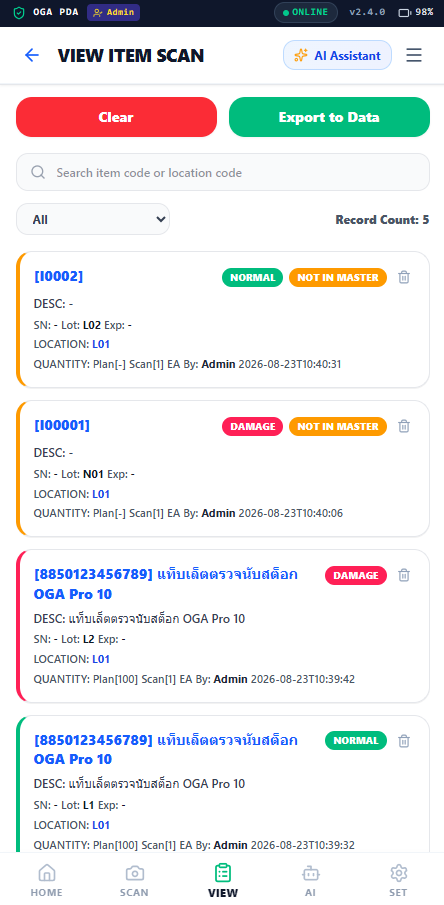 OGA PDA Admin ONLINE v2.4.0 98%
VIEW ITEM SCAN AI Assistant
Clear Export to Data
Search item code or location code
All Record Count: 5
[I0002] NORMAL NOT IN MASTER
DESC: -
SN: - Lot: L02 Exp: -
LOCATION: L01
QUANTITY: Plan[-] Scan[1] EA By: Admin 2026-08-23T10:40:31
[I00001] DAMAGE NOT IN MASTER
DESC: -
SN: - Lot: N01 Exp: -
LOCATION: L01
QUANTITY: Plan[-] Scan[1] EA By: Admin 2026-08-23T10:40:06
[8850123456789] แท็บเล็ตตรวจนับสต็อก DAMAGE
OGA Pro 10
DESC: แท็บเล็ตตรวจนับสต็อก OGA Pro 10
SN: - Lot: L2 Exp: -
LOCATION: L01
QUANTITY: Plan[100] Scan[1] EA By: Admin 2026-08-23T10:39:42
[8850123456789] แท็บเล็ตตรวจนับสต็อก NORMAL
OGA Pro 10
DESC: แท็บเล็ตตรวจนับสต็อก OGA Pro 10
SN: - Lot: L1 Exp: -
LOCATION: L01
QUANTITY: Plan[100] Scan[1] EA By: Admin 2026-08-23T10:39:32
HOME SCAN VIEW AI SET